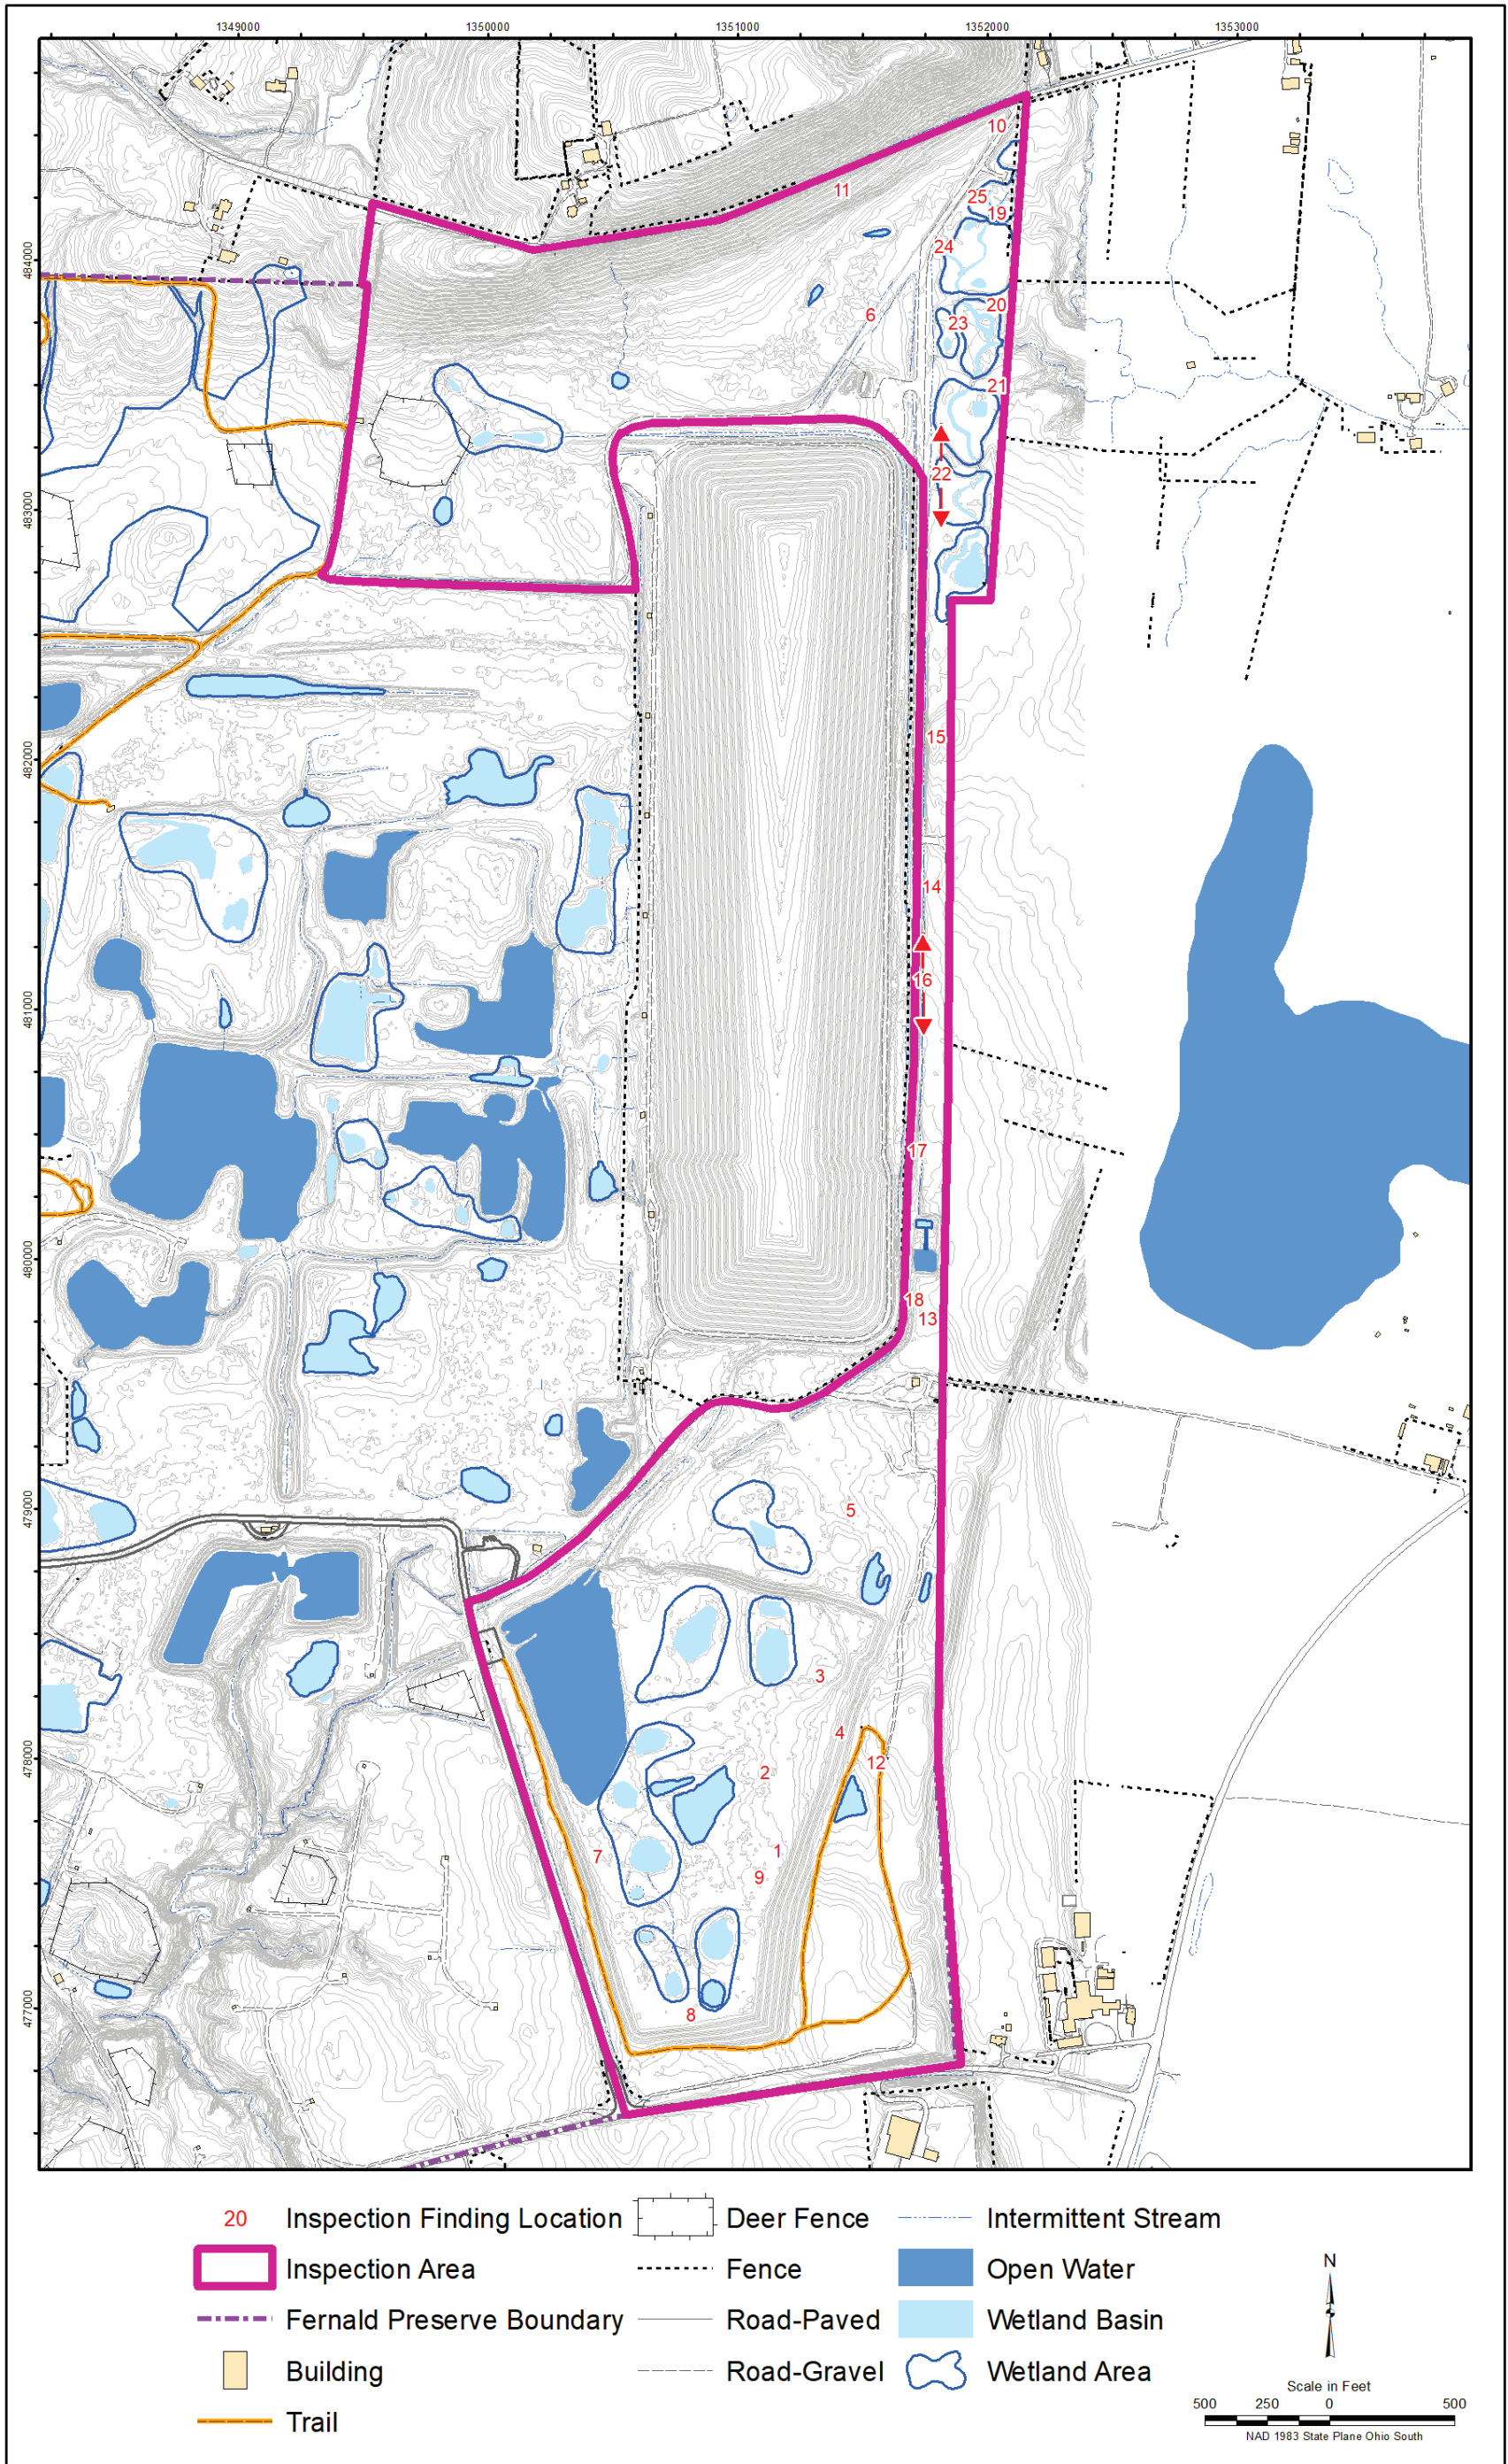 1349000 1350000 1351000 1352000 1353000
10
11
25
19
24
484000
20
6
23
21
22
483000
15
482000
14
16
481000
17
480000
18
13
5
479000
3
4
12
478000
2
1
7
9
8
477000
20 Inspection Finding Location
Inspection Area
Fernald Preserve Boundary
Building
Trail
Deer Fence
Fence
Road-Paved
Road-Gravel
Intermittent Stream
Open Water
Wetland Basin
Wetland Area
N
Scale in Feet
500 250 0 500
NAD 1983 State Plane Ohio South